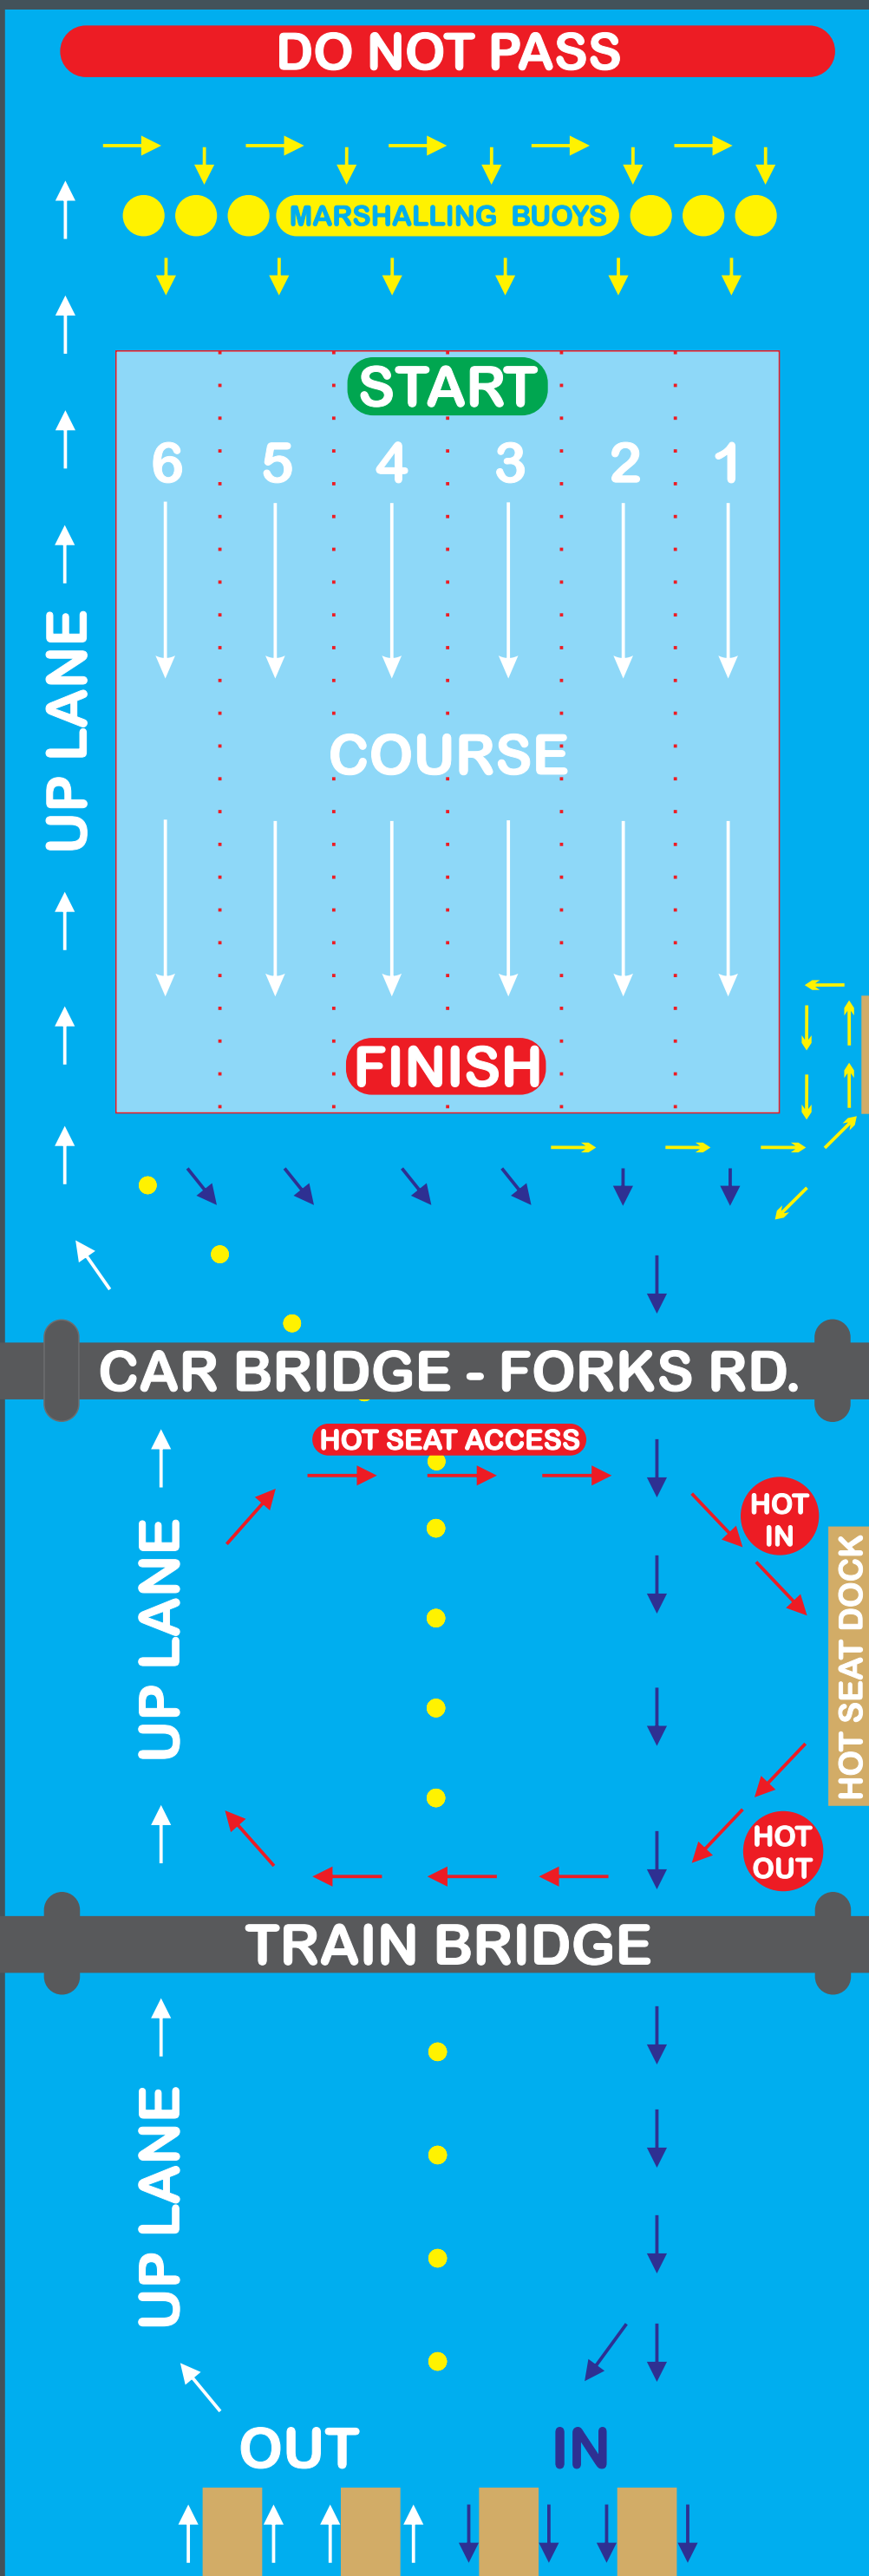 DO NOT PASS
MARSHALLING BUOYS
START
6 5 4 3 2 1
UP LANE
COURSE
FINISH
CAR BRIDGE - FORKS RD.
HOT SEAT ACCESS
HOT
IN
UP LANE
HOT SEAT DOCK
HOT
OUT
TRAIN BRIDGE
UP LANE
OUT
IN